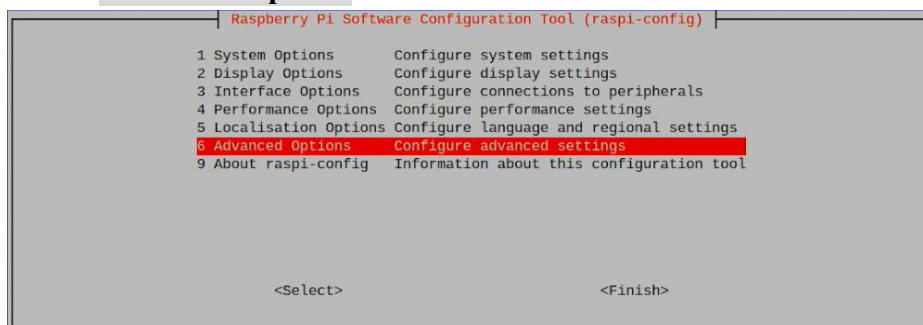 Raspberry Pi Software Configuration Tool (raspi-config)
1 System Options Configure system settings
2 Display Options Configure display settings
3 Interface Options Configure connections to peripherals
4 Performance Options Configure performance settings
5 Localisation Options Configure language and regional settings
6 Advanced Options Configure advanced settings
9 About raspi-config Information about this configuration tool
<Select> <Finish>